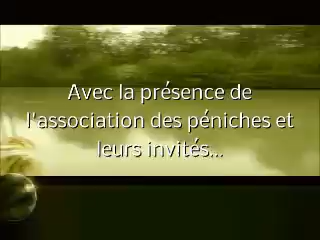 Avec la présence de
l'association des péniches et
leurs invités...